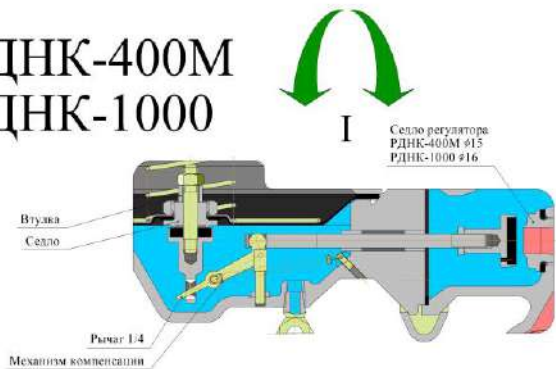 ДНК-400М
ДНК-1000
I
Седло регулятора
РДНК-400М ⌀15
РДНК-1000 ⌀16
Втулка
Седло
Рычаг 1/4
Механизм компенсации